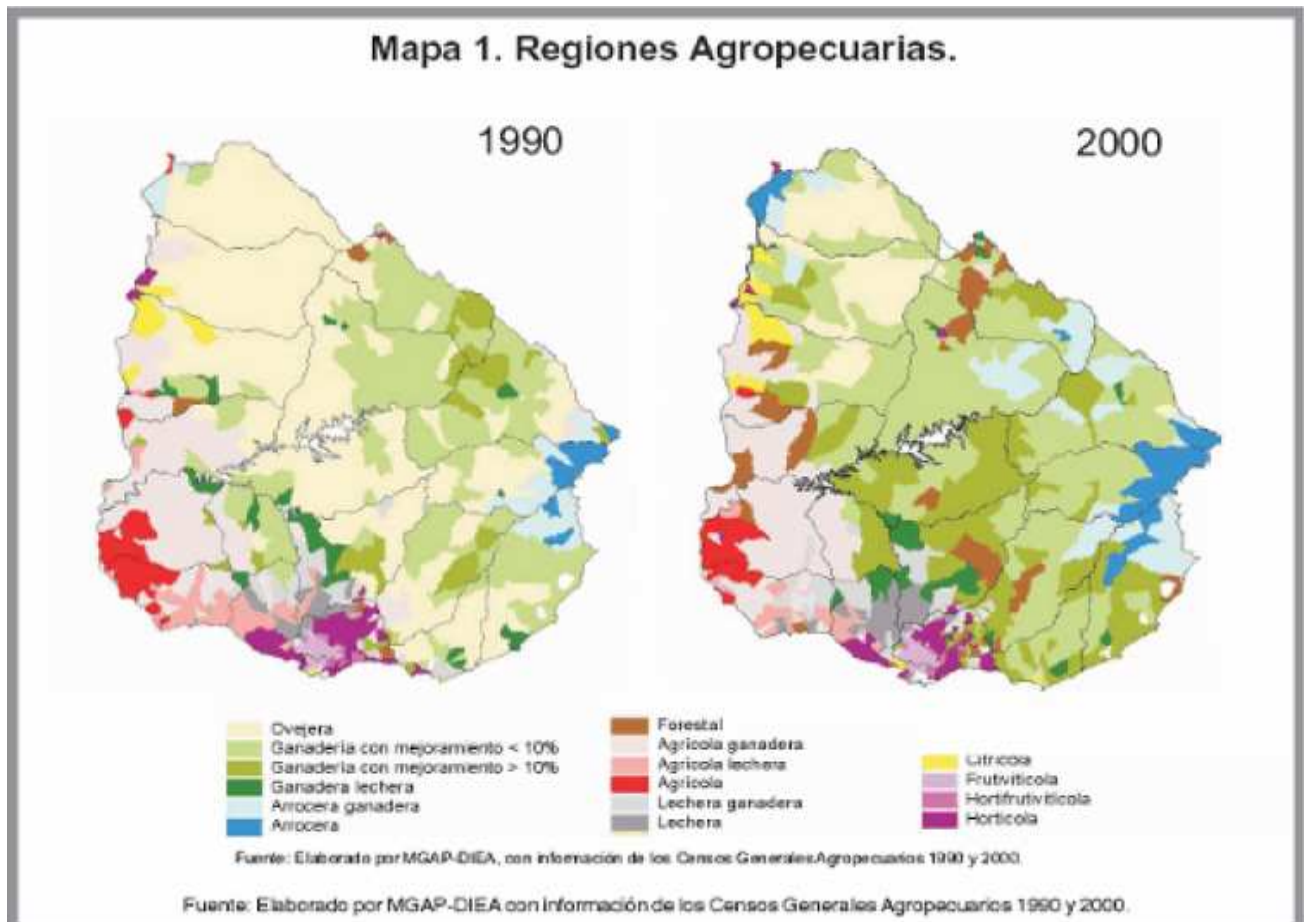 Mapa 1. Regiones Agropecuarias.
1990
2000
Ovejera
Ganadería con mejoramiento < 10%
Ganadería con mejoramiento > 10%
Ganadera lechera
Arrocera ganadera
Arrocera
Forestal
Agrícola ganadera
Agrícola lechera
Agrícola
Lechera ganadera
Lechera
Citrícola
Frutivitícola
Hortifrutivitícola
Hortícola
Fuente: Elaborado por MGAP-DIEA, con información de los Censos Generales Agropecuarios 1990 y 2000.
Fuente: Elaborado por MGAP-DIEA con información de los Censos Generales Agropecuarios 1990 y 2000.